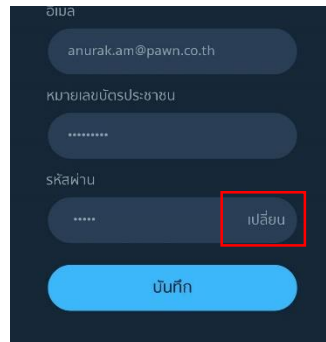 อีเมล
anurak.am@pawn.co.th
หมายเลขบัตรประชาชน
•••••••••
รหัสผ่าน
•••••
เปลี่ยน
บันทึก